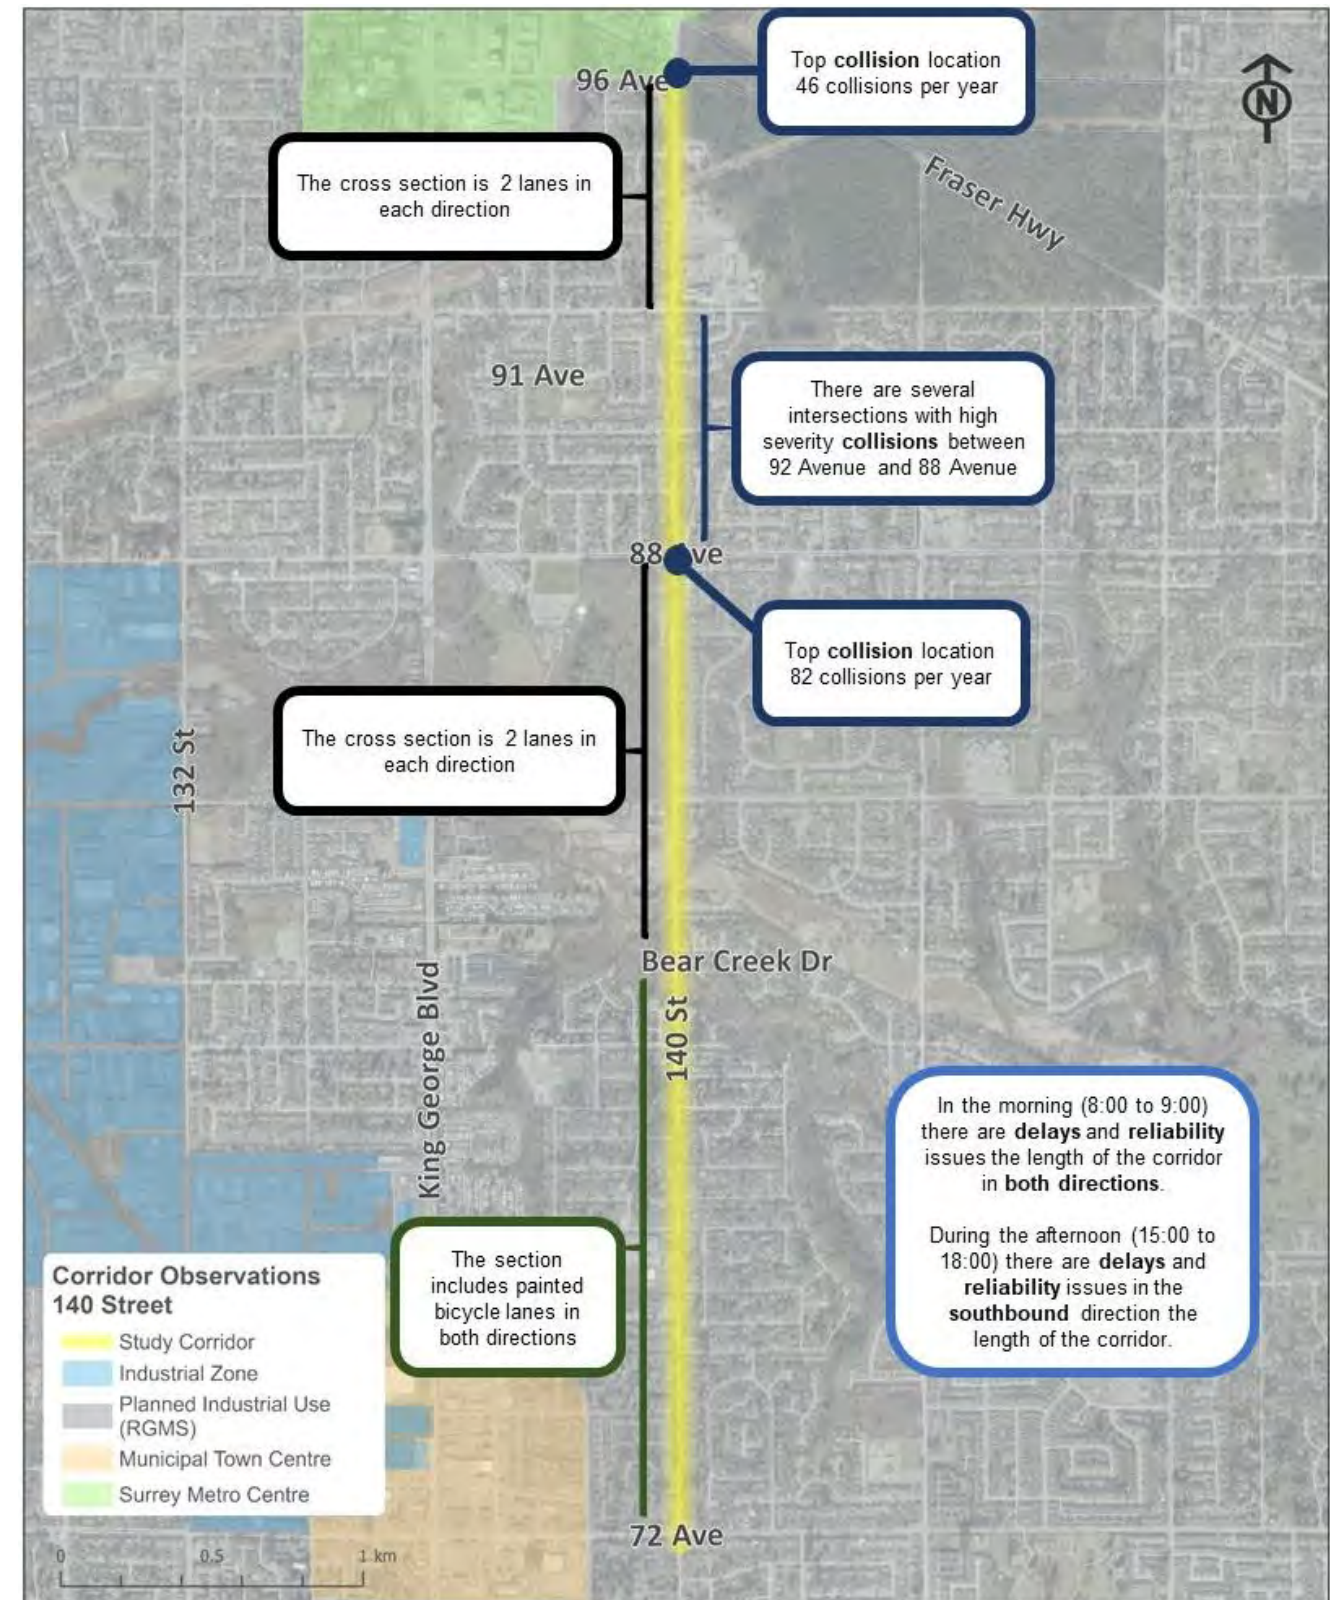 96 Ave
Top collision location
46 collisions per year
N
Fraser Hwy
The cross section is 2 lanes in
each direction
91 Ave
There are several
intersections with high
severity collisions between
92 Avenue and 88 Avenue
88 Ave
Top collision location
82 collisions per year
The cross section is 2 lanes in
each direction
132 St
Bear Creek Dr
140 St
King George Blvd
In the morning (8:00 to 9:00)
there are delays and reliability
issues the length of the corridor
in both directions.
During the afternoon (15:00 to
18:00) there are delays and
reliability issues in the
southbound direction the
length of the corridor.
The section
includes painted
bicycle lanes in
both directions
Corridor Observations
140 Street
Study Corridor
Industrial Zone
Planned Industrial Use
(RGMS)
Municipal Town Centre
Surrey Metro Centre
72 Ave
0 0.5 1 km